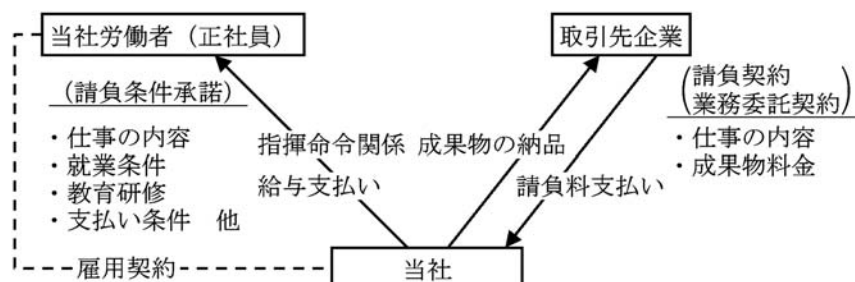 当社労働者（正社員）
取引先企業
（請負条件承諾）
・仕事の内容
・就業条件
・教育研修
・支払い条件　他
指揮命令関係
給与支払い
成果物の納品
請負料支払い
（請負契約
業務委託契約）
・仕事の内容
・成果物料金
雇用契約
当社